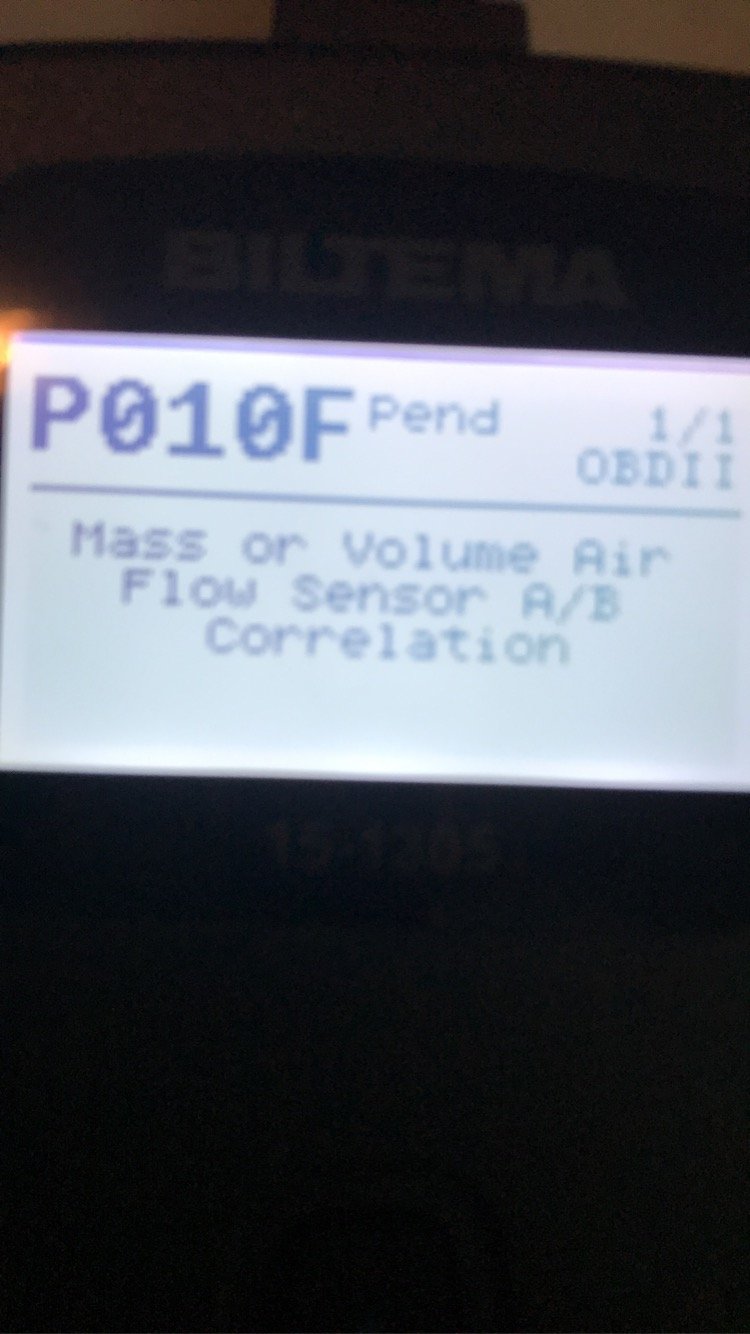 BILTEMA
P010F Pend 1/1
OBDII
Mass or Volume Air
Flow Sensor A/B
Correlation